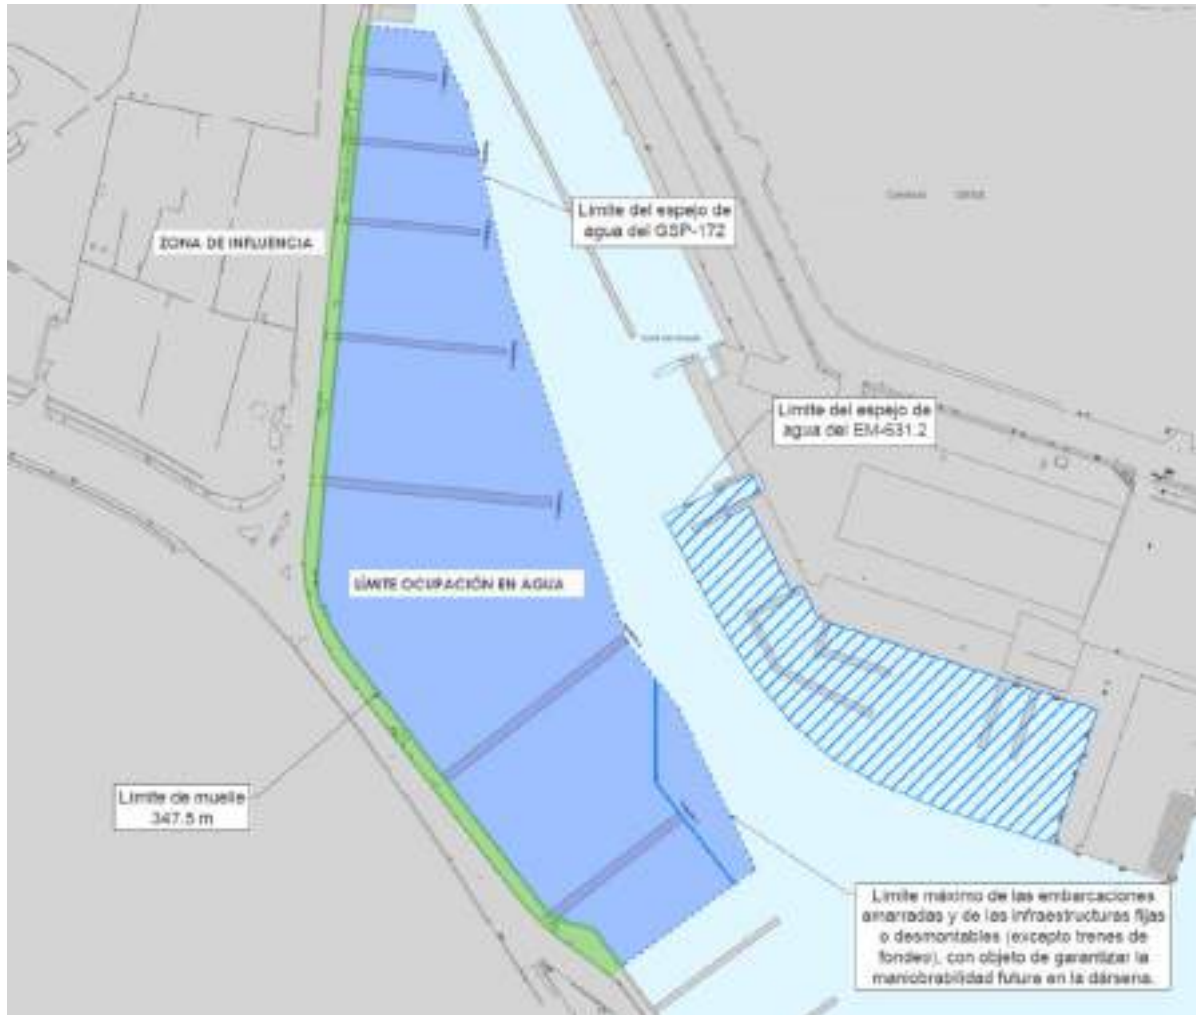 Límite del espejo de
agua del GSP-172
ZONA DE INFLUENCIA
Límite del espejo de
agua del EM-631.2
LÍMITE OCUPACIÓN EN AGUA
Límite de muelle
347.5 m
Límite máximo de las embarcaciones
amarradas y de las infraestructuras fijas
o desmontables (excepto trenes de
fondeo), con objeto de garantizar la
maniobrabilidad futura en la dársena.